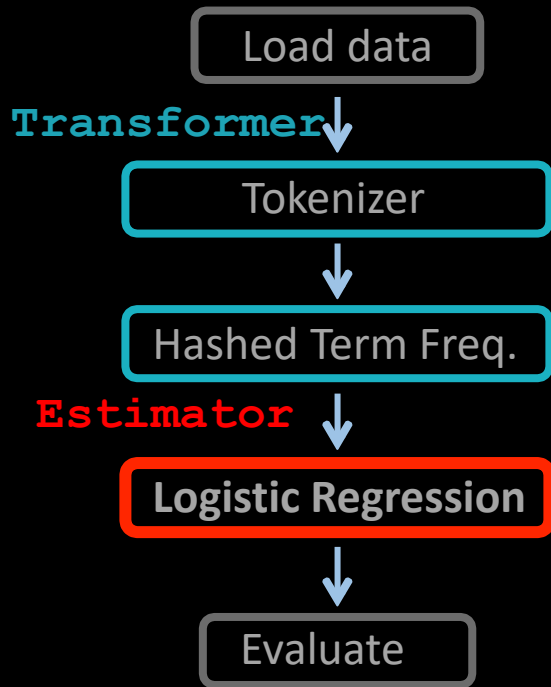 Load data
Transformer
Tokenizer
Hashed Term Freq.
Estimator
Logistic Regression
Evaluate